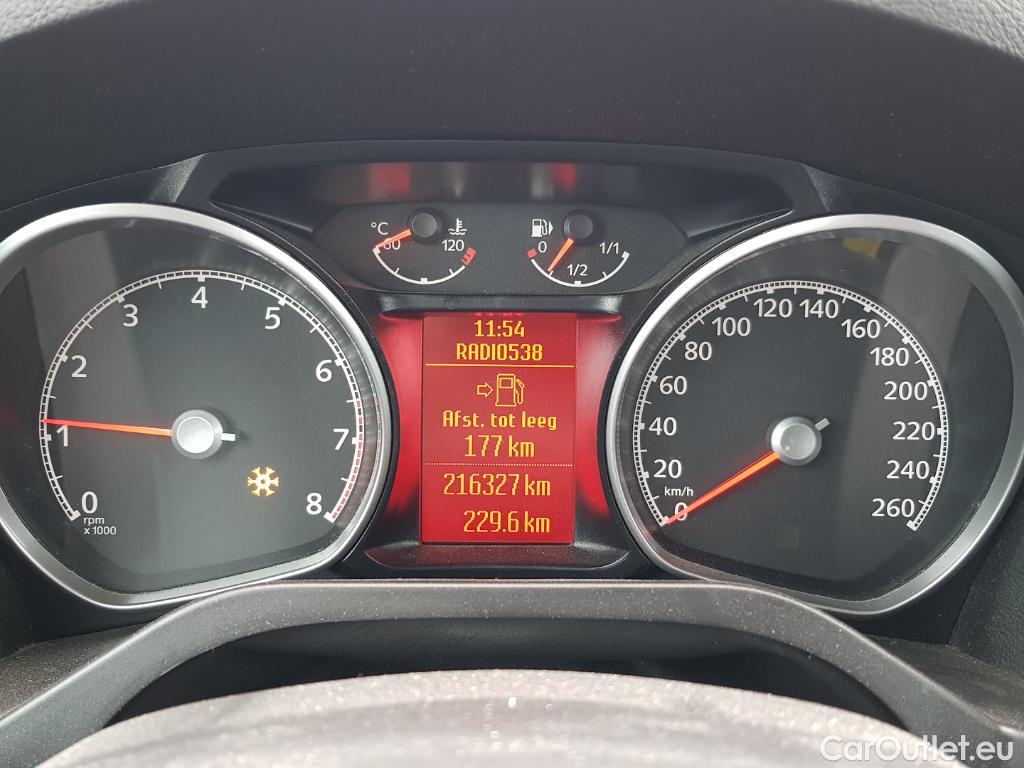 °C 60 120
0 1/2 1/1
11:54
RADIO538
Afst. tot leeg
177 km
216327 km
229.6 km
0 1 2 3 4 5 6 7 8
rpm
x 1000
0 20 40 60 80 100 120 140 160 180 200 220 240 260
km/h
CarOutlet.eu